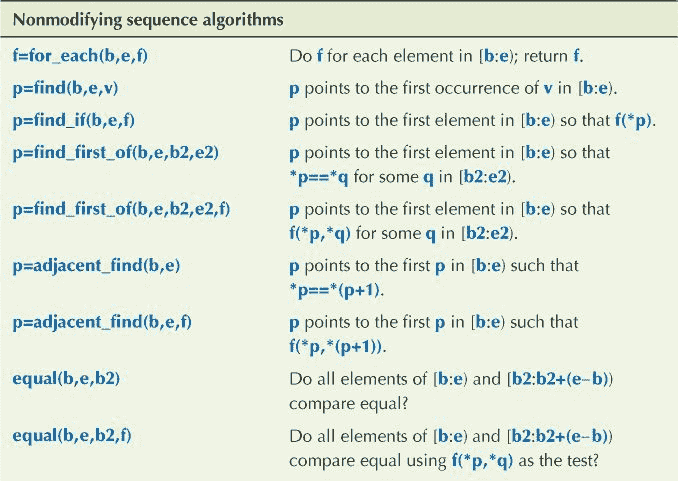 Nonmodifying sequence algorithms
f=for_each(b,e,f) Do f for each element in [b:e); return f.
p=find(b,e,v) p points to the first occurrence of v in [b:e).
p=find_if(b,e,f) p points to the first element in [b:e) so that f(*p).
p=find_first_of(b,e,b2,e2) p points to the first element in [b:e) so that
*p==*q for some q in [b2:e2).
p=find_first_of(b,e,b2,e2,f) p points to the first element in [b:e) so that
f(*p,*q) for some q in [b2:e2).
p=adjacent_find(b,e) p points to the first p in [b:e) such that
*p==*(p+1).
p=adjacent_find(b,e,f) p points to the first p in [b:e) such that
f(*p,*(p+1)).
equal(b,e,b2) Do all elements of [b:e) and [b2:b2+(e–b))
compare equal?
equal(b,e,b2,f) Do all elements of [b:e) and [b2:b2+(e–b))
compare equal using f(*p,*q) as the test?